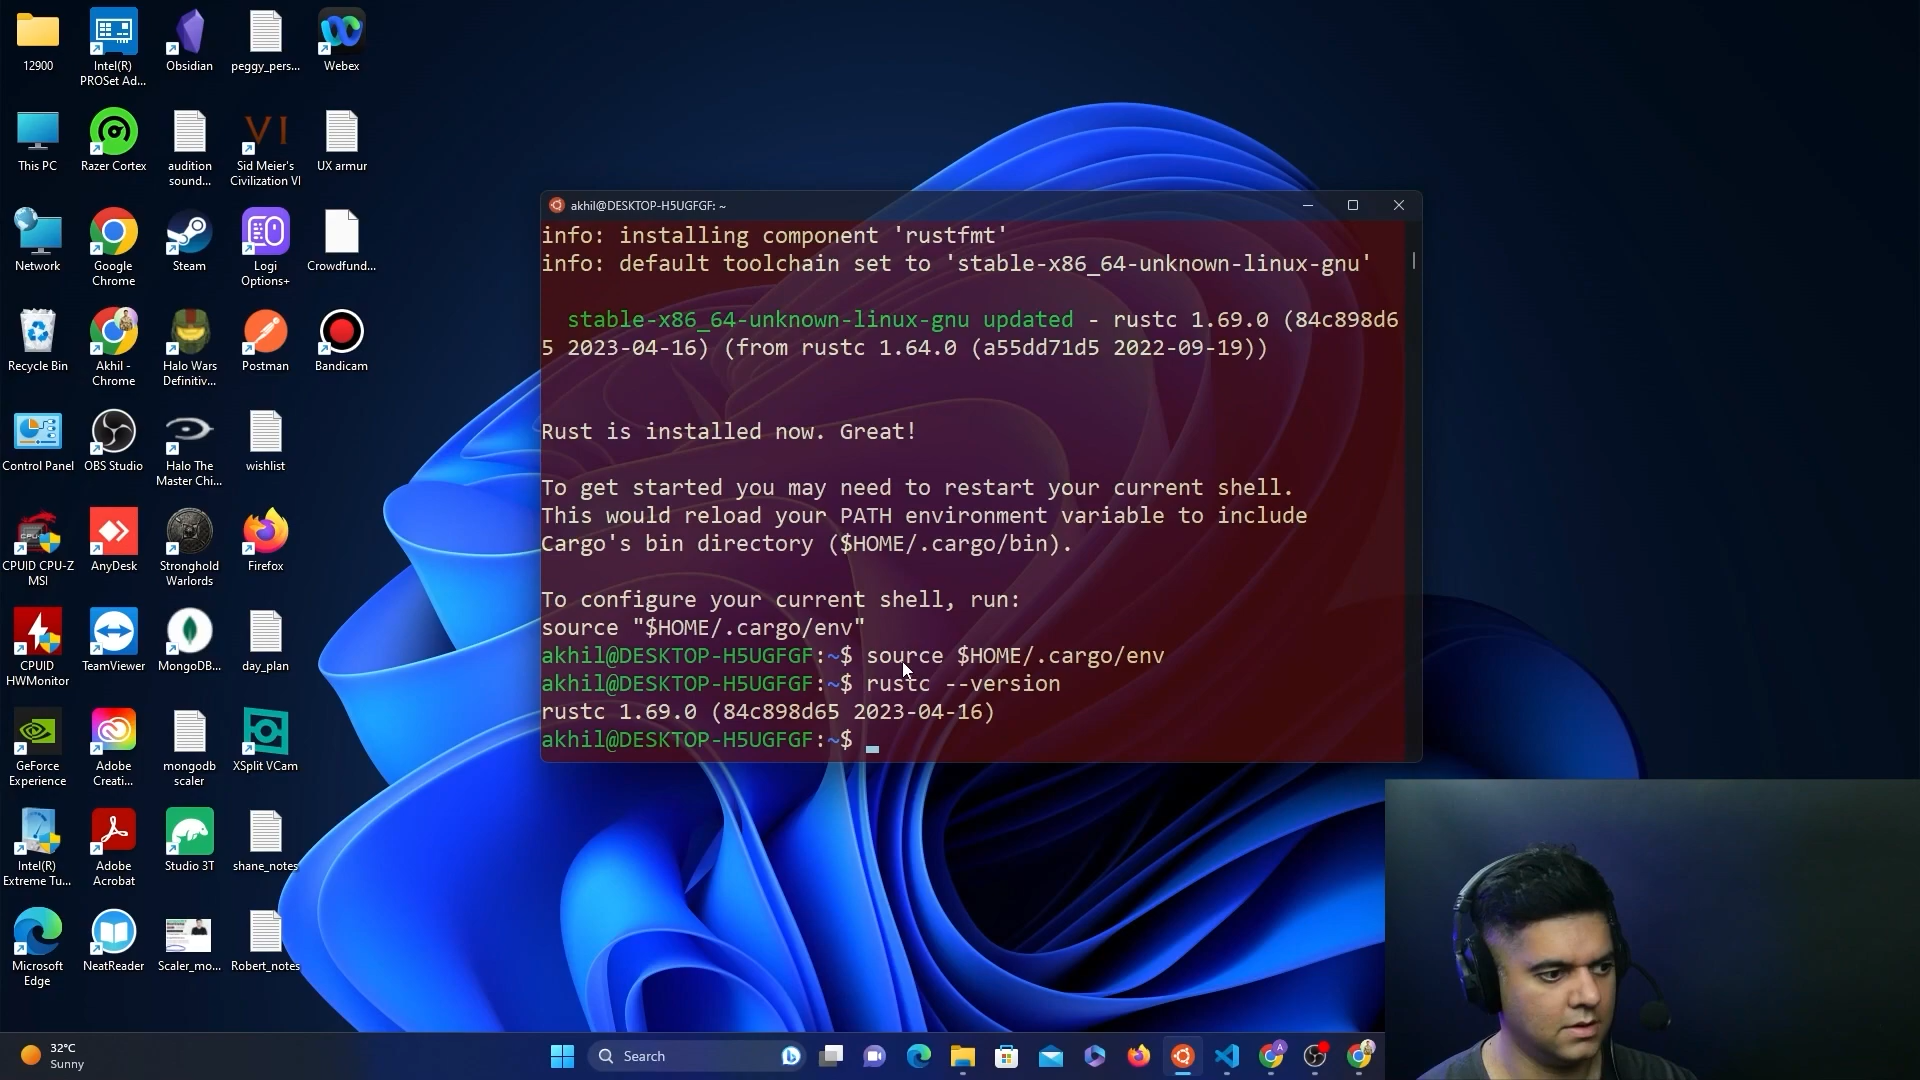 12900
Intel(R)
PROSet Ad...
Obsidian
peggy_pers...
Webex
This PC
Razer Cortex
audition
sound...
VI
Sid Meier's
Civilization VI
UX armur
Network
Google
Chrome
Steam
Logi
Options+
Crowdfund...
Recycle Bin
Akhil -
Chrome
Halo Wars
Definitiv...
Postman
Bandicam
Control Panel
OBS Studio
Halo The
Master Chi...
wishlist
CPUID CPU-Z
MSI
AnyDesk
Stronghold
Warlords
Firefox
CPUID
HWMonitor
TeamViewer
MongoDB...
day_plan
GeForce
Experience
Adobe
Creati...
mongodb
scaler
XSplit VCam
Intel(R)
Extreme Tu...
Adobe
Acrobat
Studio 3T
shane_notes
Microsoft
Edge
NeatReader
Scaler_mo...
Robert_notes
akhil@DESKTOP-H5UGFGF: ~
info: installing component 'rustfmt'
info: default toolchain set to 'stable-x86_64-unknown-linux-gnu'
stable-x86_64-unknown-linux-gnu updated - rustc 1.69.0 (84c898d6
5 2023-04-16) (from rustc 1.64.0 (a55dd71d5 2022-09-19))
Rust is installed now. Great!
To get started you may need to restart your current shell.
This would reload your PATH environment variable to include
Cargo's bin directory ($HOME/.cargo/bin).
To configure your current shell, run:
source "$HOME/.cargo/env"
akhil@DESKTOP-H5UGFGF:~$ source $HOME/.cargo/env
akhil@DESKTOP-H5UGFGF:~$ rustc --version
rustc 1.69.0 (84c898d65 2023-04-16)
akhil@DESKTOP-H5UGFGF:~$
32°C
Sunny
Search